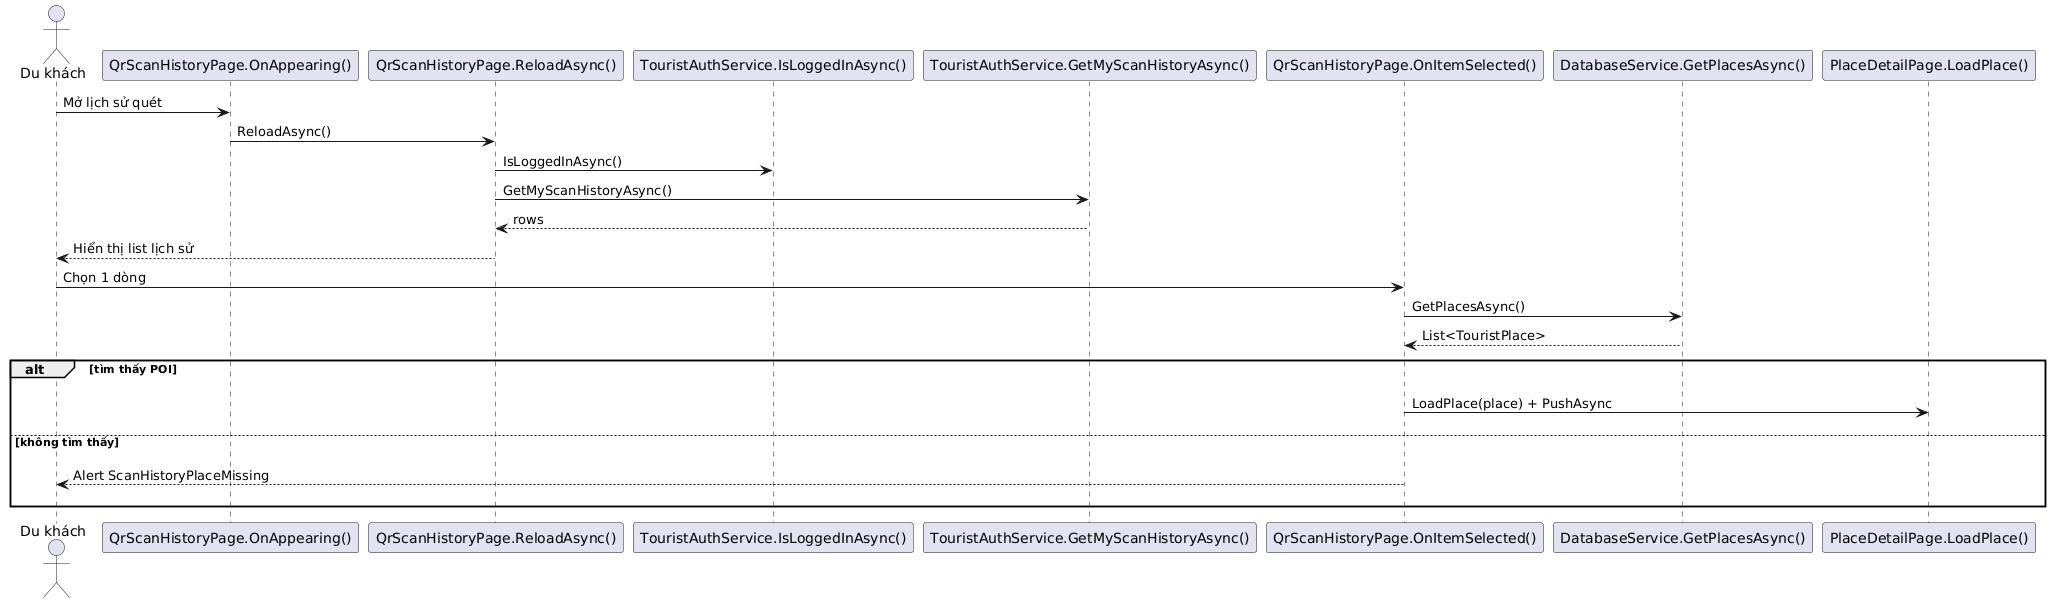 Du khách
QrScanHistoryPage.OnAppearing()
QrScanHistoryPage.ReloadAsync()
TouristAuthService.IsLoggedInAsync()
TouristAuthService.GetMyScanHistoryAsync()
QrScanHistoryPage.OnItemSelected()
DatabaseService.GetPlacesAsync()
PlaceDetailPage.LoadPlace()
Mở lịch sử quét
ReloadAsync()
IsLoggedInAsync()
GetMyScanHistoryAsync()
rows
Hiển thị list lịch sử
Chọn 1 dòng
GetPlacesAsync()
List<TouristPlace>
alt
[tìm thấy POI]
LoadPlace(place) + PushAsync
[không tìm thấy]
Alert ScanHistoryPlaceMissing
Du khách
QrScanHistoryPage.OnAppearing()
QrScanHistoryPage.ReloadAsync()
TouristAuthService.IsLoggedInAsync()
TouristAuthService.GetMyScanHistoryAsync()
QrScanHistoryPage.OnItemSelected()
DatabaseService.GetPlacesAsync()
PlaceDetailPage.LoadPlace()